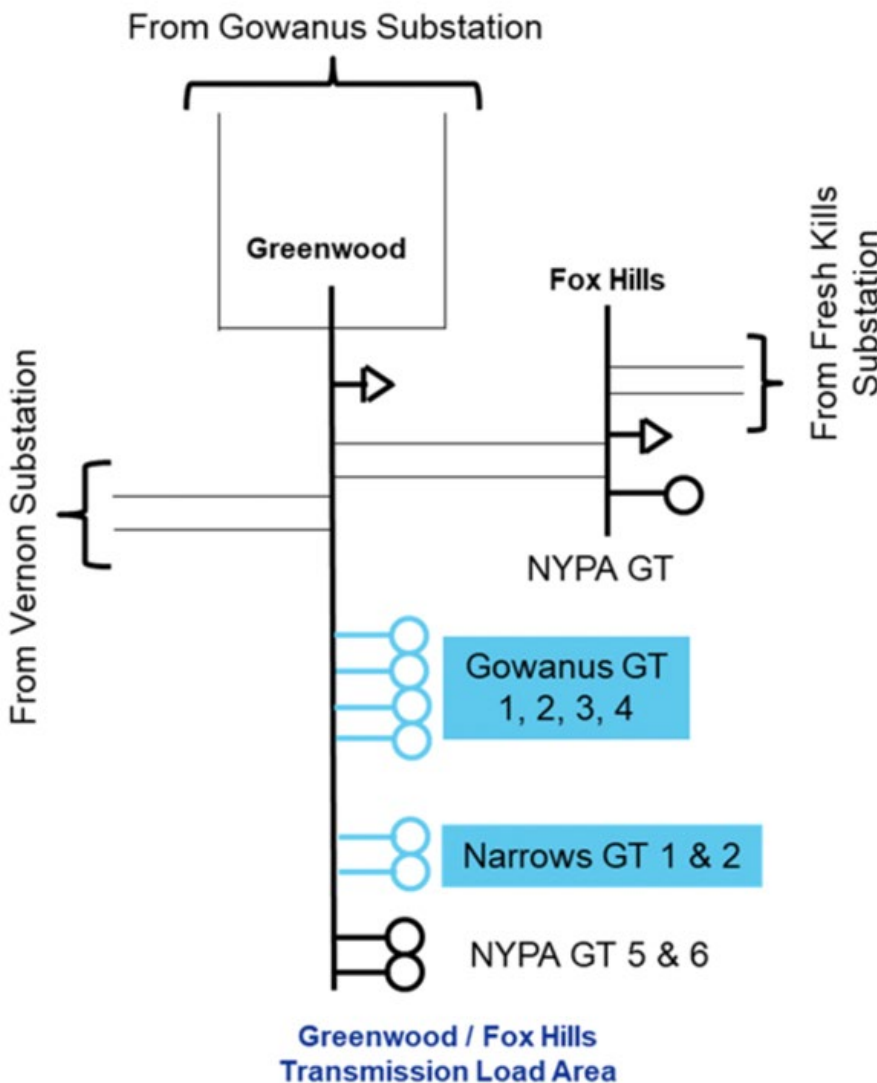 From Gowanus Substation
Greenwood
Fox Hills
From Fresh Kills
Substation
From Vernon Substation
NYPA GT
Gowanus GT
1, 2, 3, 4
Narrows GT 1 & 2
NYPA GT 5 & 6
Greenwood / Fox Hills
Transmission Load Area